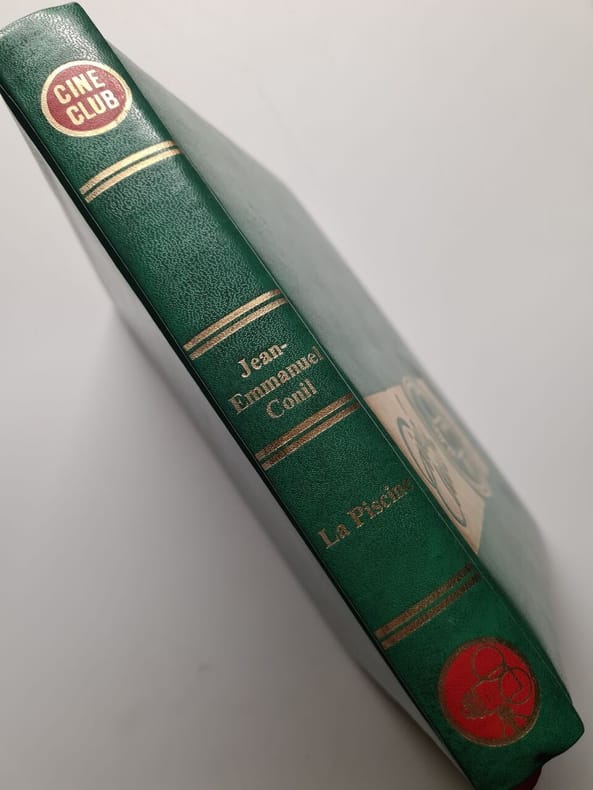 CINE
CLUB
Jean-
Emmanuel
Conil
La Piscine